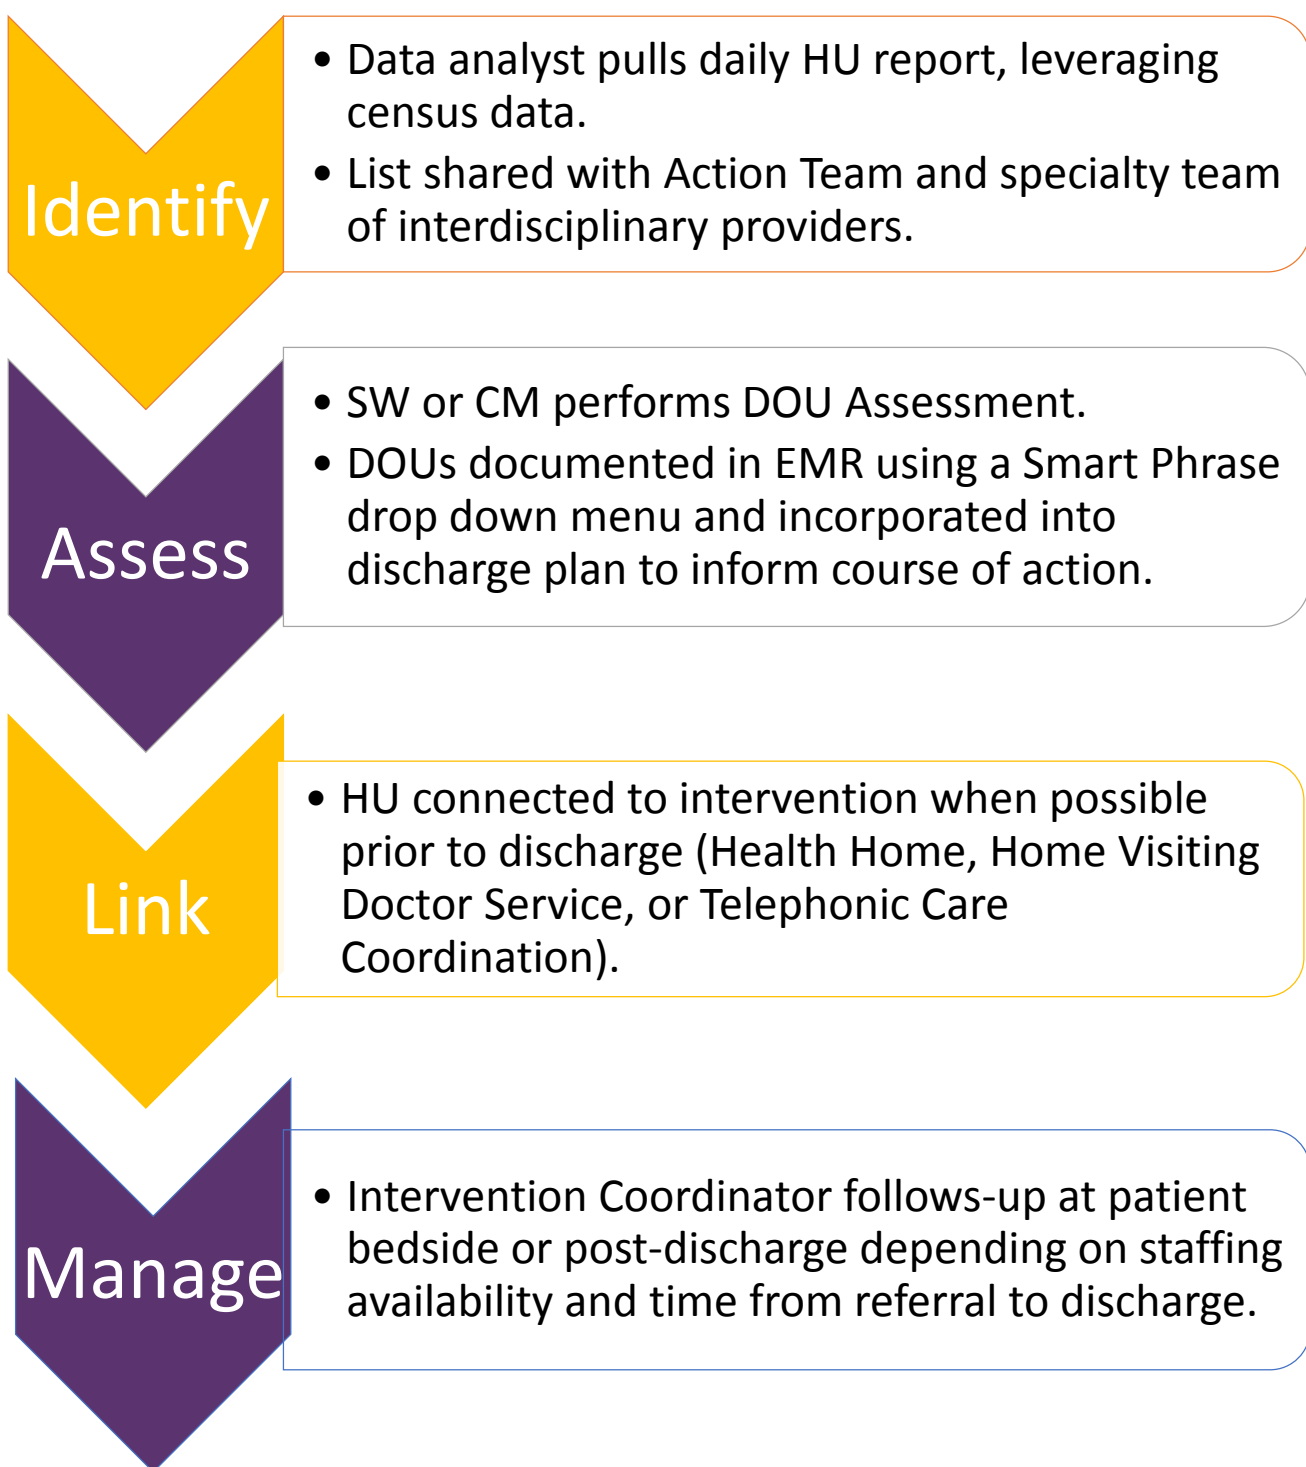 Identify
• Data analyst pulls daily HU report, leveraging
census data.
• List shared with Action Team and specialty team
of interdisciplinary providers.
Assess
• SW or CM performs DOU Assessment.
• DOUs documented in EMR using a Smart Phrase
drop down menu and incorporated into
discharge plan to inform course of action.
Link
• HU connected to intervention when possible
prior to discharge (Health Home, Home Visiting
Doctor Service, or Telephonic Care
Coordination).
Manage
• Intervention Coordinator follows-up at patient
bedside or post-discharge depending on staffing
availability and time from referral to discharge.